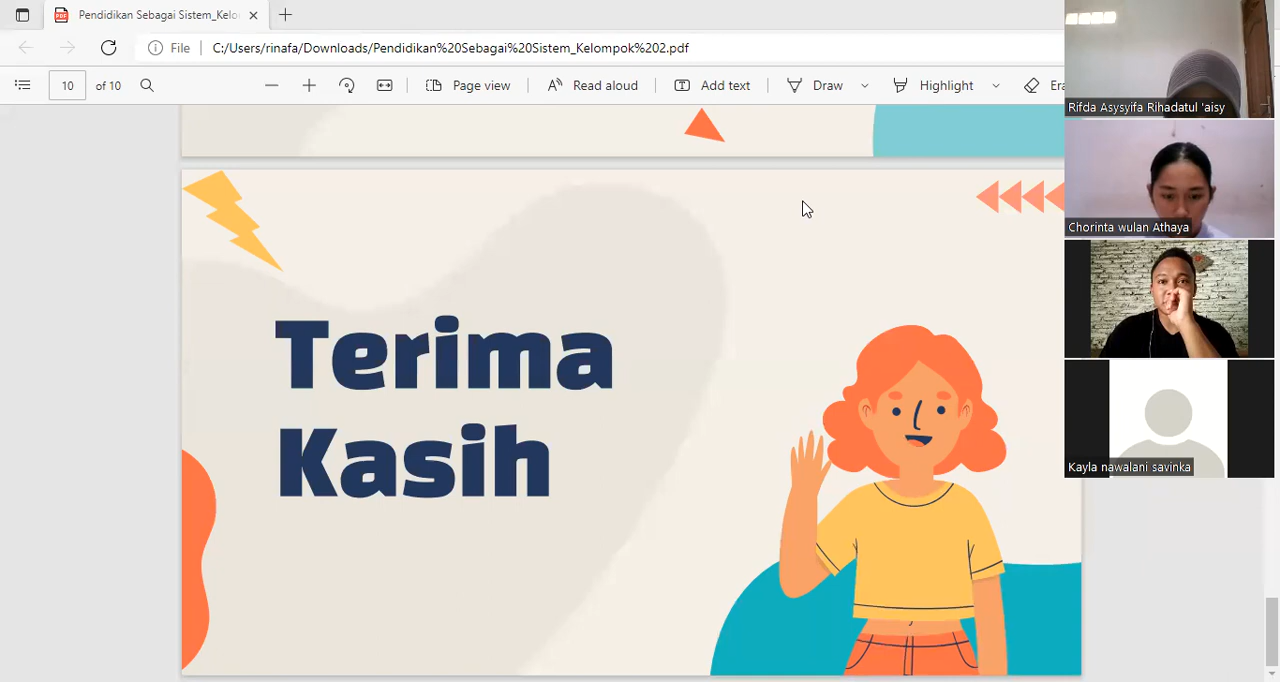 Pendidikan Sebagai Sistem_Kelo
File
C:/Users/rinafa/Downloads/Pendidikan%20Sebagai%20Sistem_Kelompok%202.pdf
10 of 10
Page view
Read aloud
Add text
Draw
Highlight
Era
Terima
Kasih
Rifda Asysyifa Rihadatul 'aisy
Chorinta wulan Athaya
Kayla nawalani savinka